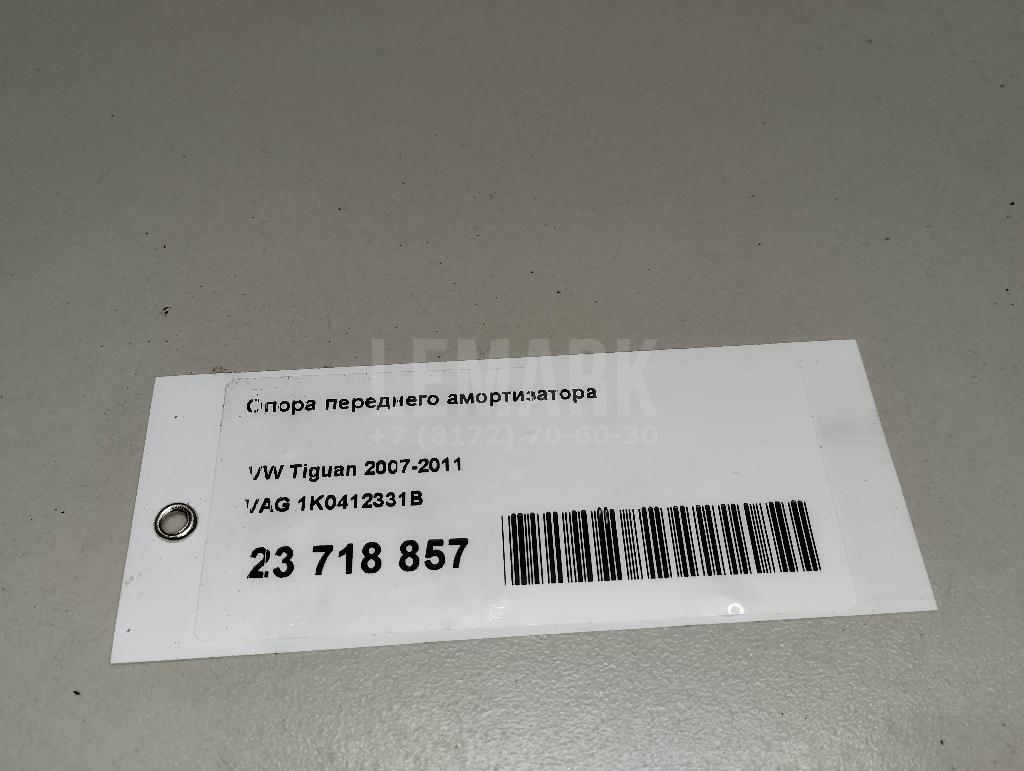 LEMARK
+7 (8172) 70-60-30
Опора переднего амортизатора
VW Tiguan 2007-2011
VAG 1K0412331B
23 718 857